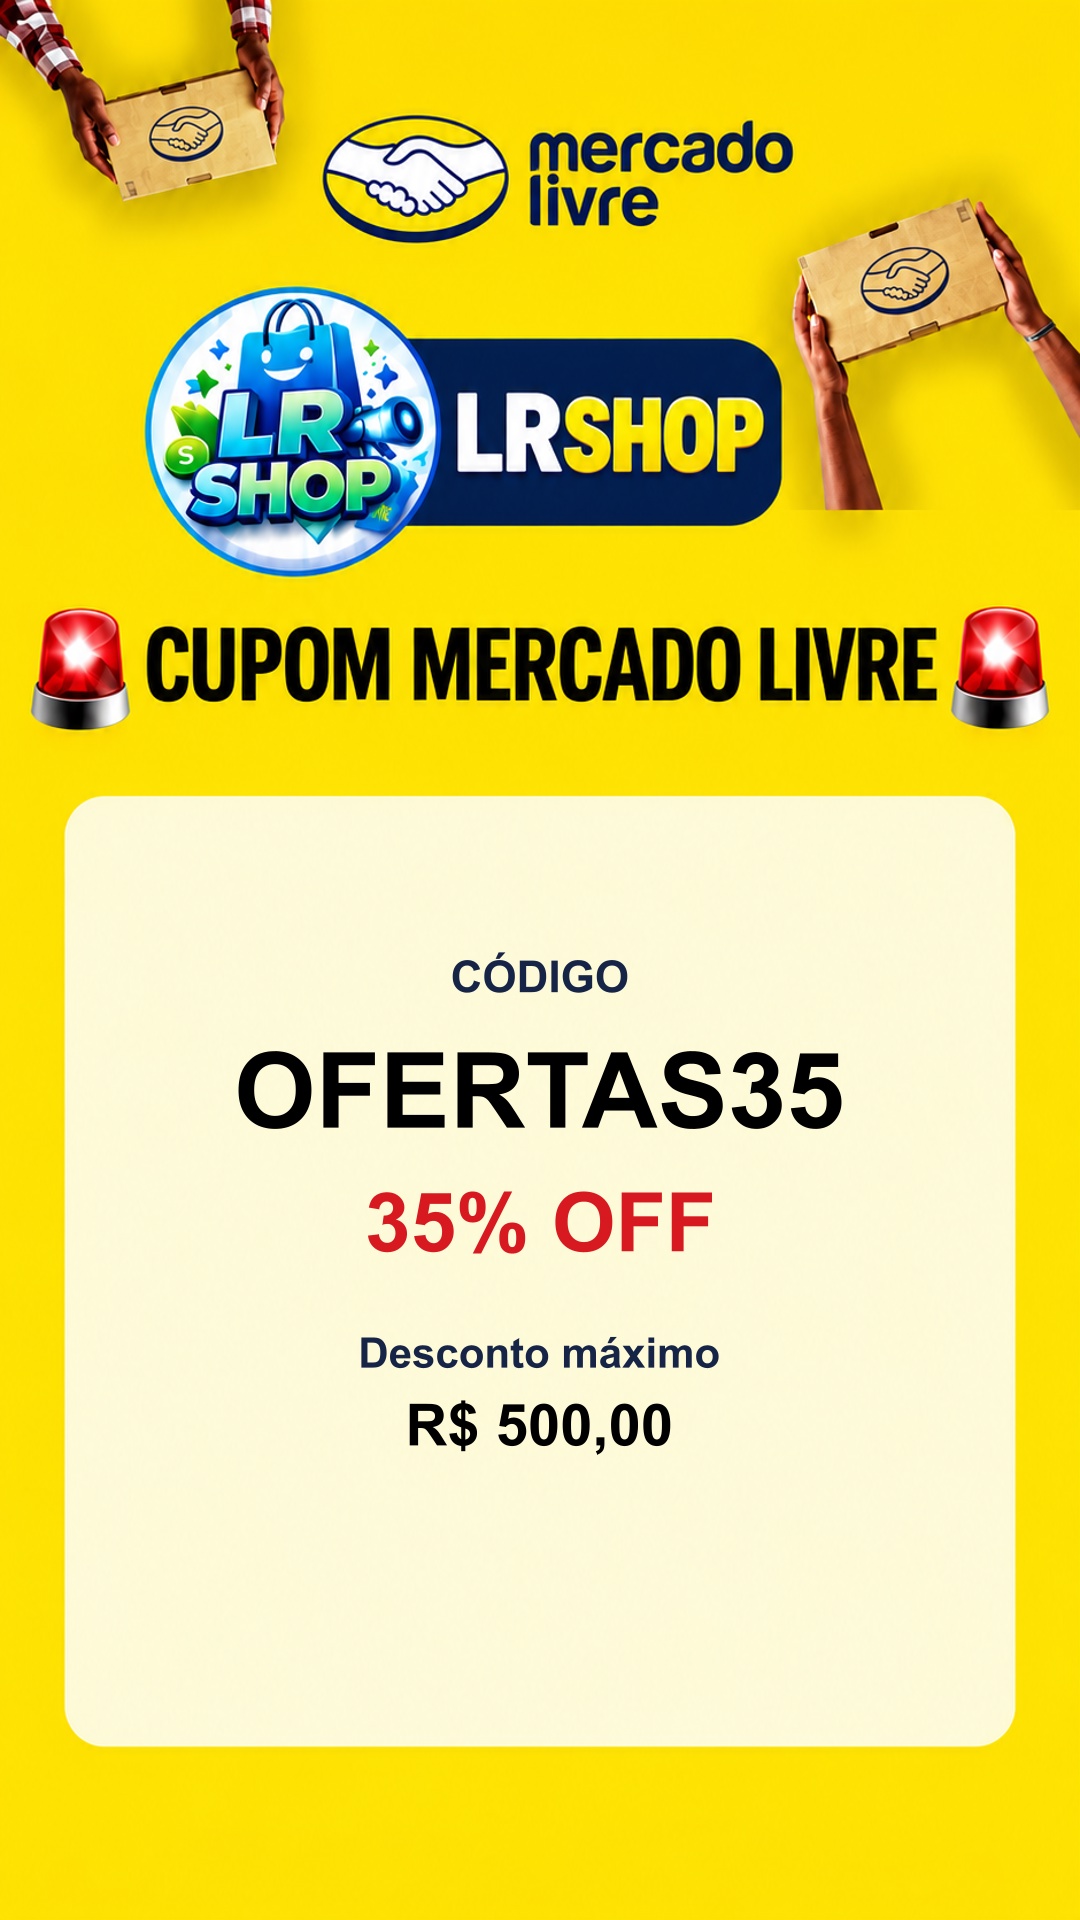 mercado
livre
LR
SHOP
S
LRSHOP
CUPOM MERCADO LIVRE
CÓDIGO
OFERTAS35
35% OFF
Desconto máximo
R$ 500,00